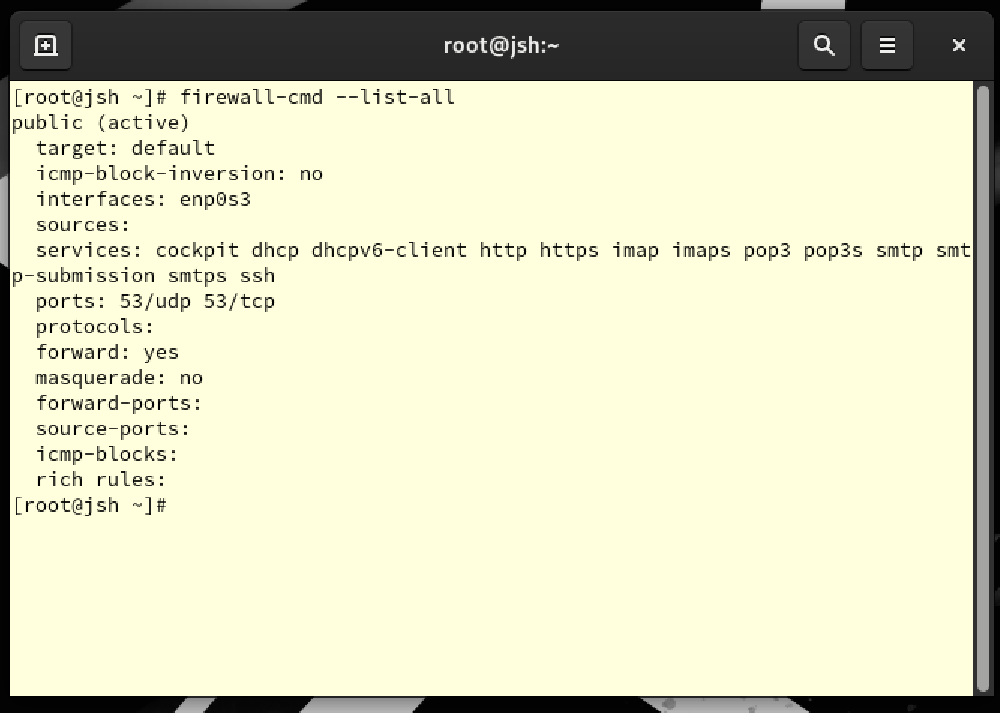 root@jsh:~
[root@jsh ~]# firewall-cmd --list-all
public (active)
  target: default
  icmp-block-inversion: no
  interfaces: enp0s3
  sources:
  services: cockpit dhcp dhcpv6-client http https imap imaps pop3 pop3s smtp smt
p-submission smtps ssh
  ports: 53/udp 53/tcp
  protocols:
  forward: yes
  masquerade: no
  forward-ports:
  source-ports:
  icmp-blocks:
  rich rules:
[root@jsh ~]#